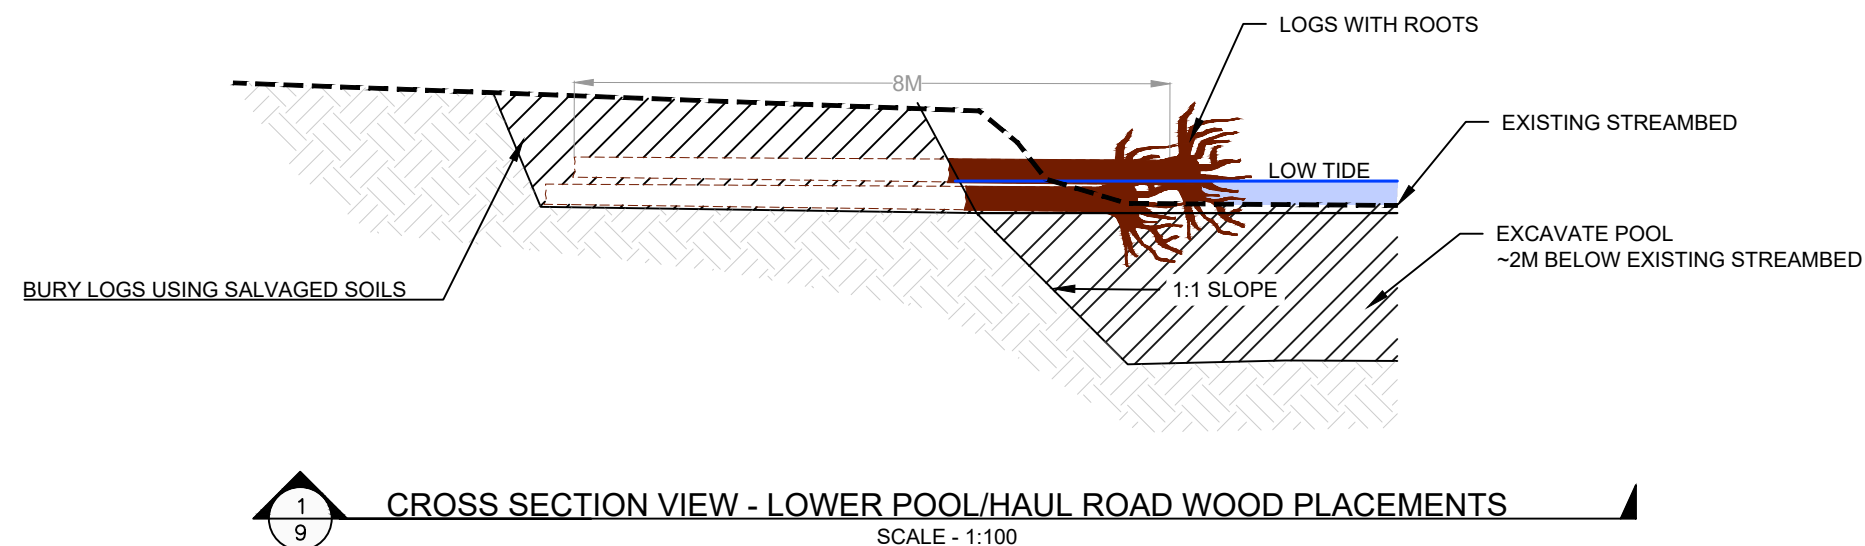 LOGS WITH ROOTS
8M
EXISTING STREAMBED
LOW TIDE
EXCAVATE POOL
~2M BELOW EXISTING STREAMBED
BURY LOGS USING SALVAGED SOILS
1:1 SLOPE
1
9
CROSS SECTION VIEW - LOWER POOL/HAUL ROAD WOOD PLACEMENTS
SCALE - 1:100